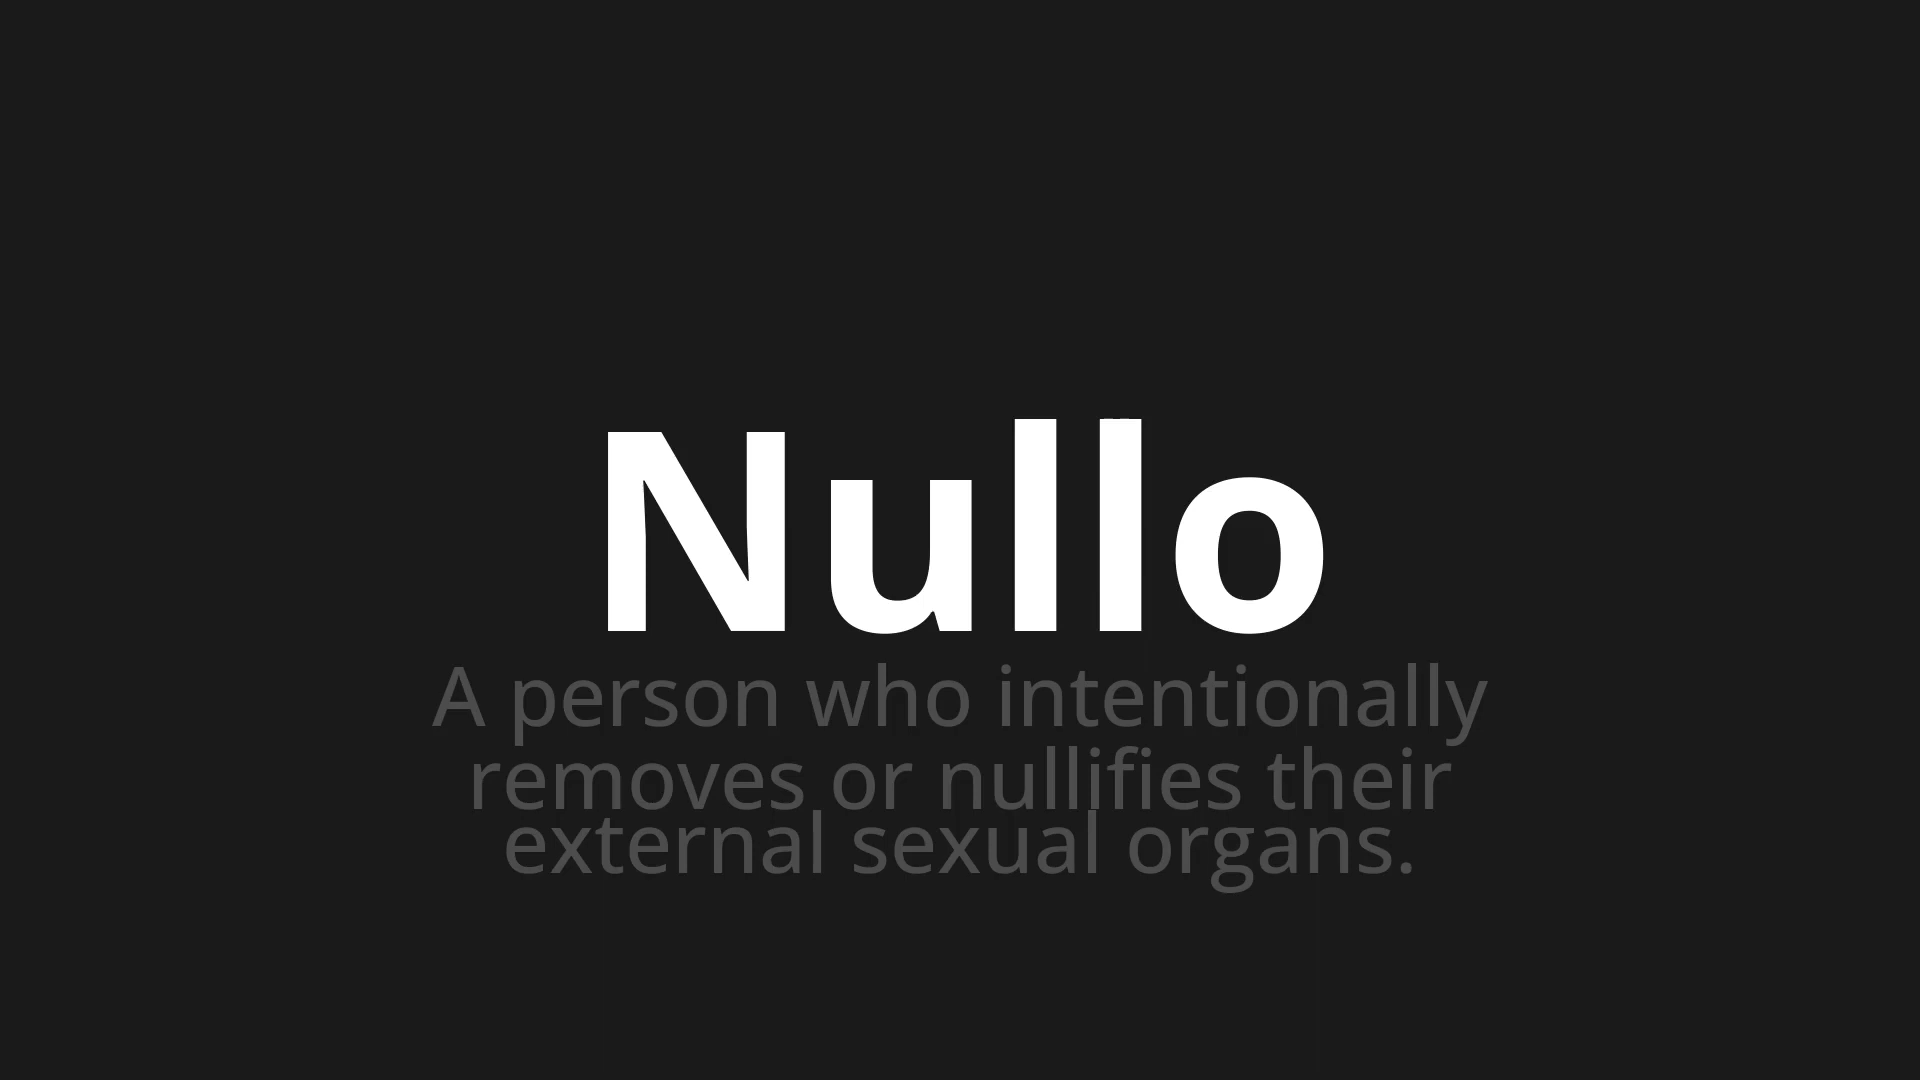 Nullo
A person who intentionally
removes or nullifies their
external sexual organs.